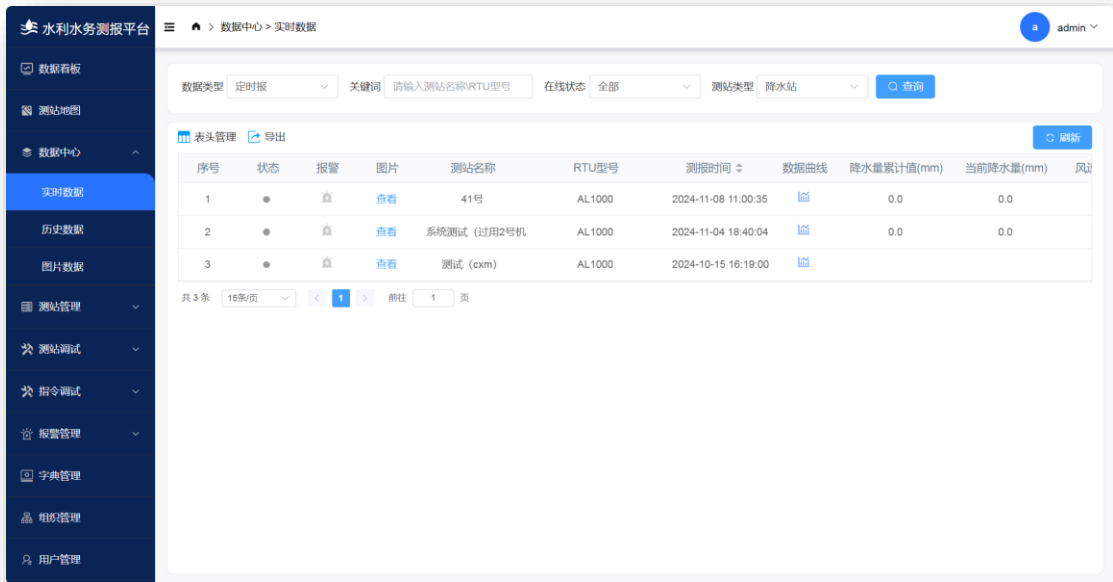 水利水务测报平台
数据中心 > 实时数据
a
admin
数据看板
测站地图
数据中心
实时数据
历史数据
图片数据
测站管理
测站调试
指令调试
报警管理
字典管理
组织管理
用户管理
数据类型 定时报 关键词 请输入测站名称\RTU型号 在线状态 全部 测站类型 降水站 查询
表头管理 导出 刷新
序号 状态 报警 图片 测站名称 RTU型号 测报时间 数据曲线 降水量累计值(mm) 当前降水量(mm)
1 查看 41号 AL1000 2024-11-08 11:00:35 0.0 0.0
2 查看 系统测试（过用2号机 AL1000 2024-11-04 18:40:04 0.0 0.0
3 查看 测试（cxm） AL1000 2024-10-15 16:19:00
共 3 条 15条/页 1 前往 1 页